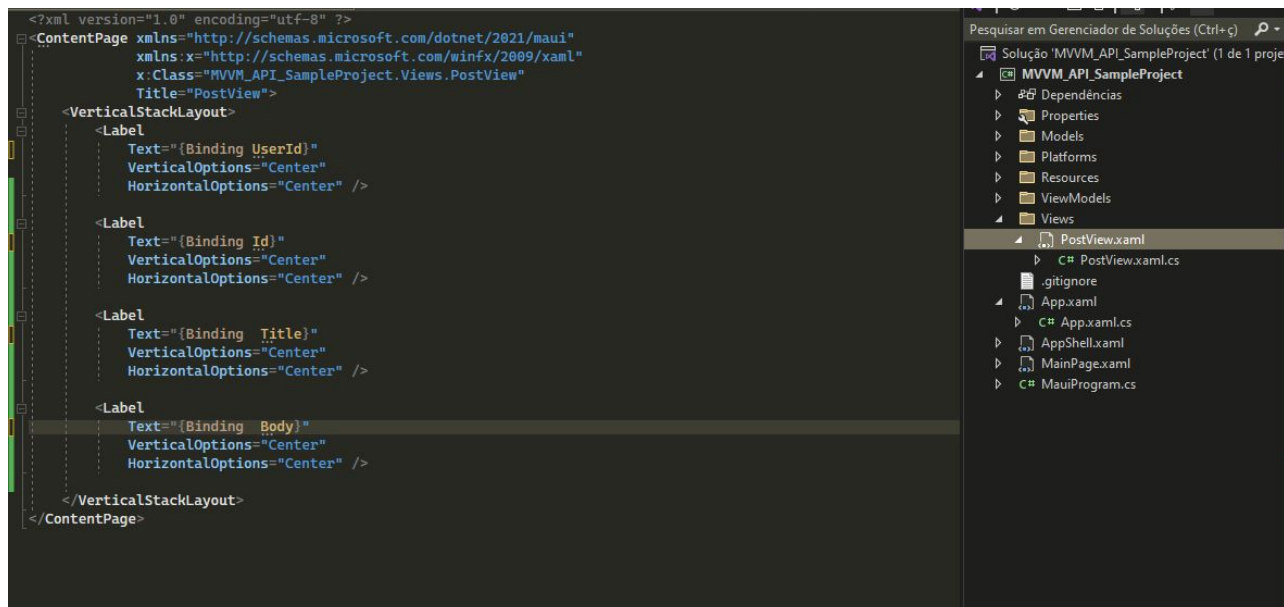 <?xml version="1.0" encoding="utf-8" ?>
<ContentPage xmlns="http://schemas.microsoft.com/dotnet/2021/maui"
xmlns:x="http://schemas.microsoft.com/winfx/2009/xaml"
x:Class="MVVM_API_SampleProject.Views.PostView"
Title="PostView">
<VerticalStackLayout>
<Label
Text="{Binding UserId}"
VerticalOptions="Center"
HorizontalOptions="Center" />
<Label
Text="{Binding Id}"
VerticalOptions="Center"
HorizontalOptions="Center" />
<Label
Text="{Binding  Title}"
VerticalOptions="Center"
HorizontalOptions="Center" />
<Label
Text="{Binding  Body}"
VerticalOptions="Center"
HorizontalOptions="Center" />
</VerticalStackLayout>
</ContentPage>
Pesquisar em Gerenciador de Soluções (Ctrl+ç)
Solução 'MVVM_API_SampleProject' (1 de 1 proje
C# MVVM_API_SampleProject
Dependências
Properties
Models
Platforms
Resources
ViewModels
Views
PostView.xaml
C# PostView.xaml.cs
.gitignore
App.xaml
C# App.xaml.cs
AppShell.xaml
MainPage.xaml
C# MauiProgram.cs